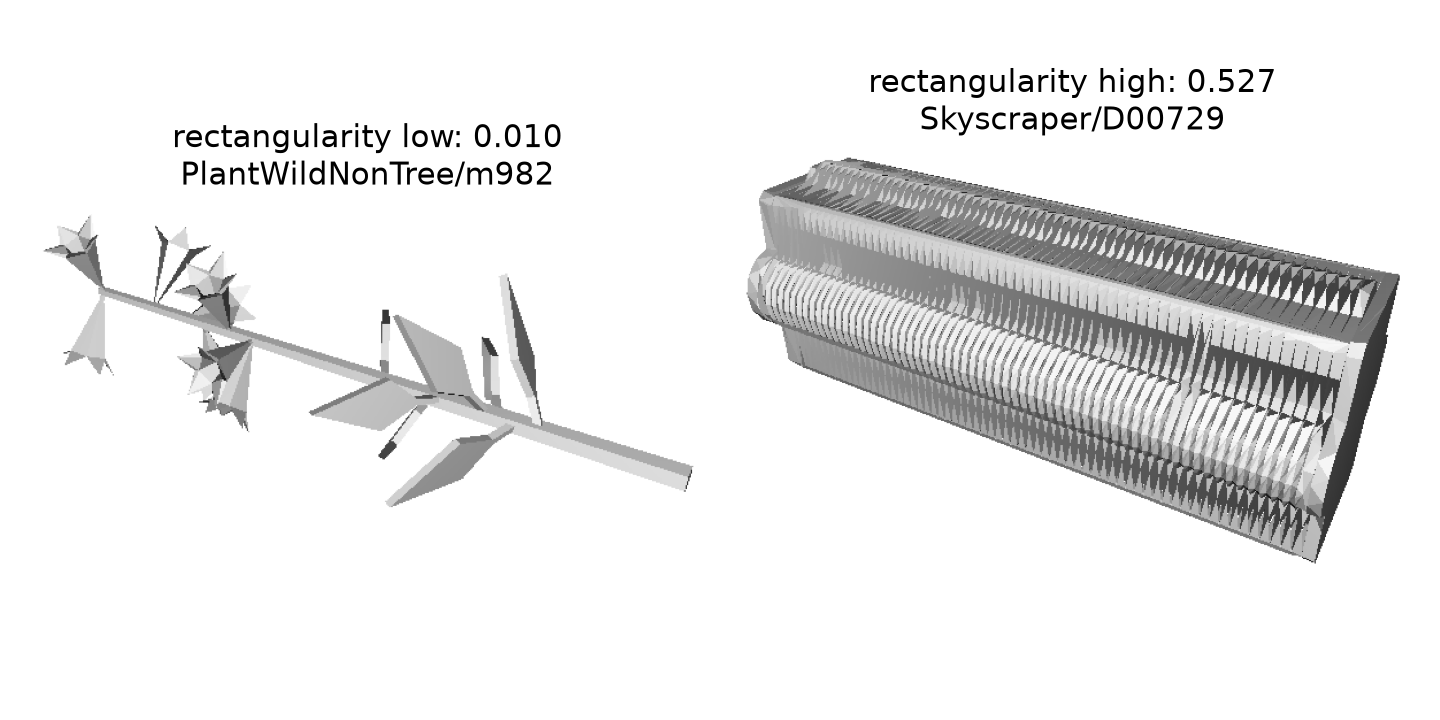 rectangularity low: 0.010
PlantWildNonTree/m982
rectangularity high: 0.527
Skyscraper/D00729